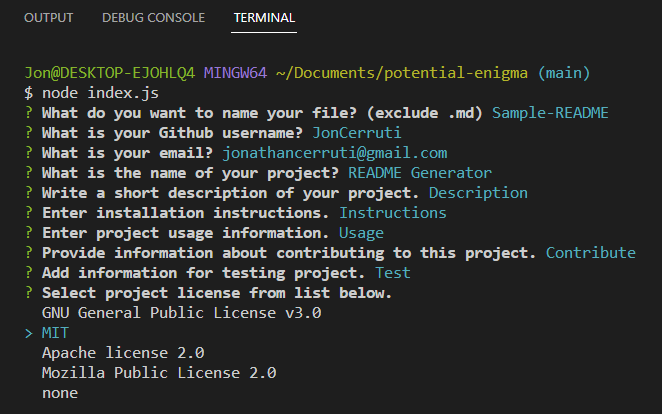 OUTPUT DEBUG CONSOLE TERMINAL
Jon@DESKTOP-EJOHLQ4 MINGW64 ~/Documents/potential-enigma (main)
$ node index.js
? What do you want to name your file? (exclude .md) Sample-README
? What is your Github username? JonCerruti
? What is your email? jonathancerruti@gmail.com
? What is the name of your project? README Generator
? Write a short description of your project. Description
? Enter installation instructions. Instructions
? Enter project usage information. Usage
? Provide information about contributing to this project. Contribute
? Add information for testing project. Test
? Select project license from list below.
GNU General Public License v3.0
> MIT
Apache license 2.0
Mozilla Public License 2.0
none